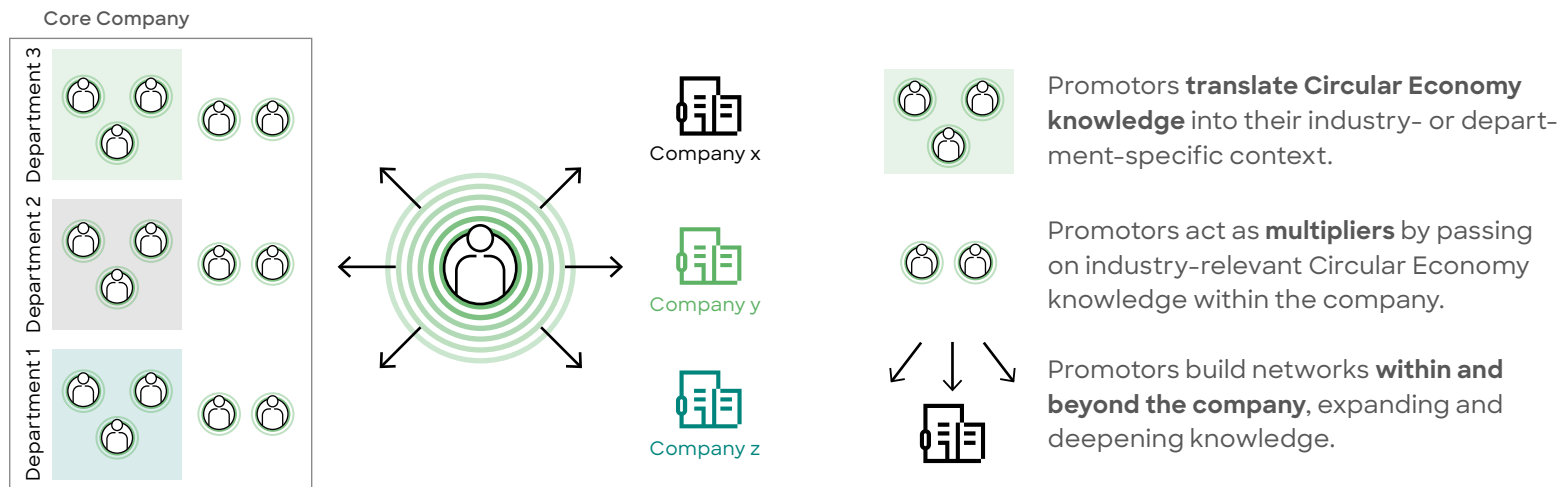 Core Company
Department 3
Department 2
Department 1
Company x
Company y
Company z
Promotors translate Circular Economy
knowledge into their industry- or depart-
ment-specific context.
Promotors act as multipliers by passing
on industry-relevant Circular Economy
knowledge within the company.
Promotors build networks within and
beyond the company, expanding and
deepening knowledge.